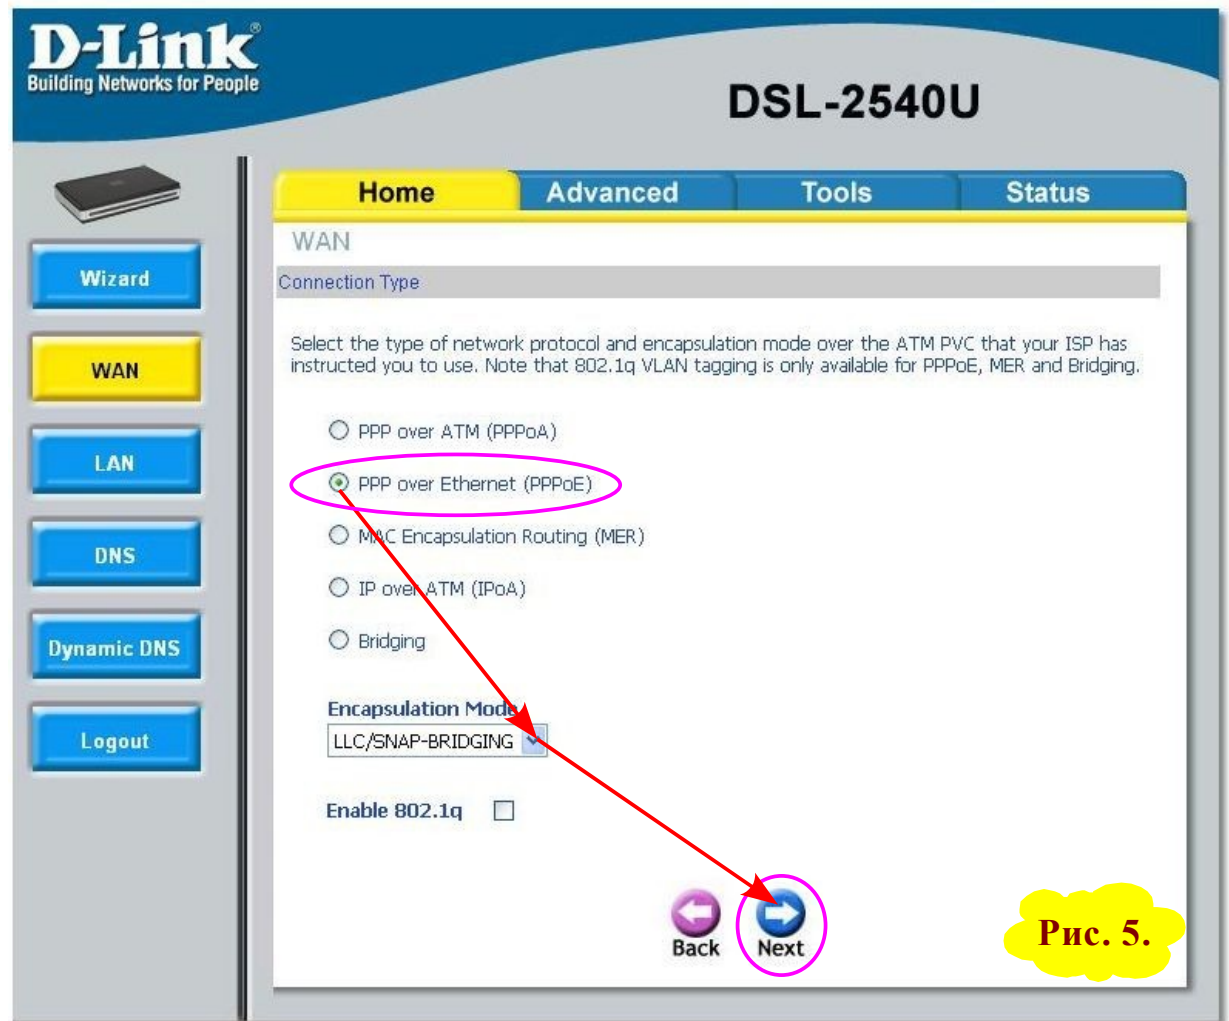 D-Link®
Building Networks for People
DSL-2540U
Home
Advanced
Tools
Status
Wizard
WAN
LAN
DNS
Dynamic DNS
Logout
WAN
Connection Type
Select the type of network protocol and encapsulation mode over the ATM PVC that your ISP has
instructed you to use. Note that 802.1q VLAN tagging is only available for PPPoE, MER and Bridging.
PPP over ATM (PPPoA)
PPP over Ethernet (PPPoE)
MAC Encapsulation Routing (MER)
IP over ATM (IPoA)
Bridging
Encapsulation Mode
LLC/SNAP-BRIDGING
Enable 802.1q
Back
Next
Рис. 5.